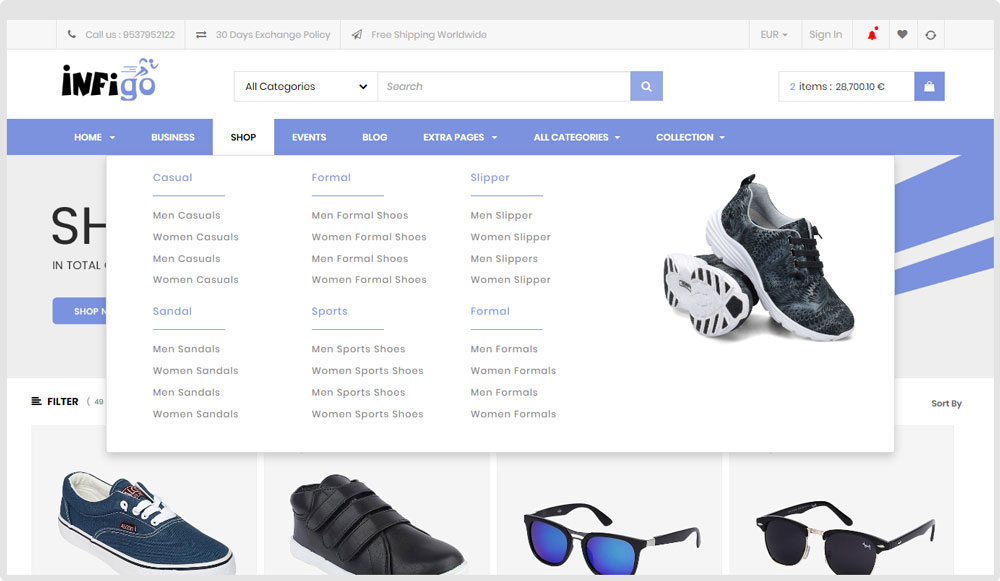 Call us : 9537952122
30 Days Exchange Policy
Free Shipping Worldwide
EUR
Sign In
INFIGO
All Categories
Search
2 items : 28,700.10 €
HOME
BUSINESS
SHOP
EVENTS
BLOG
EXTRA PAGES
ALL CATEGORIES
COLLECTION
Casual
Men Casuals
Women Casuals
Men Casuals
Women Casuals
Formal
Men Formal Shoes
Women Formal Shoes
Men Formal Shoes
Women Formal Shoes
Slipper
Men Slipper
Women Slipper
Men Slippers
Women Slipper
Sandal
Men Sandals
Women Sandals
Men Sandals
Women Sandals
Sports
Men Sports Shoes
Women Sports Shoes
Men Sports Shoes
Women Sports Shoes
Formal
Men Formals
Women Formals
Men Formals
Women Formals
SH
IN TOTAL
SHOP N
FILTER ( 49
Sort By